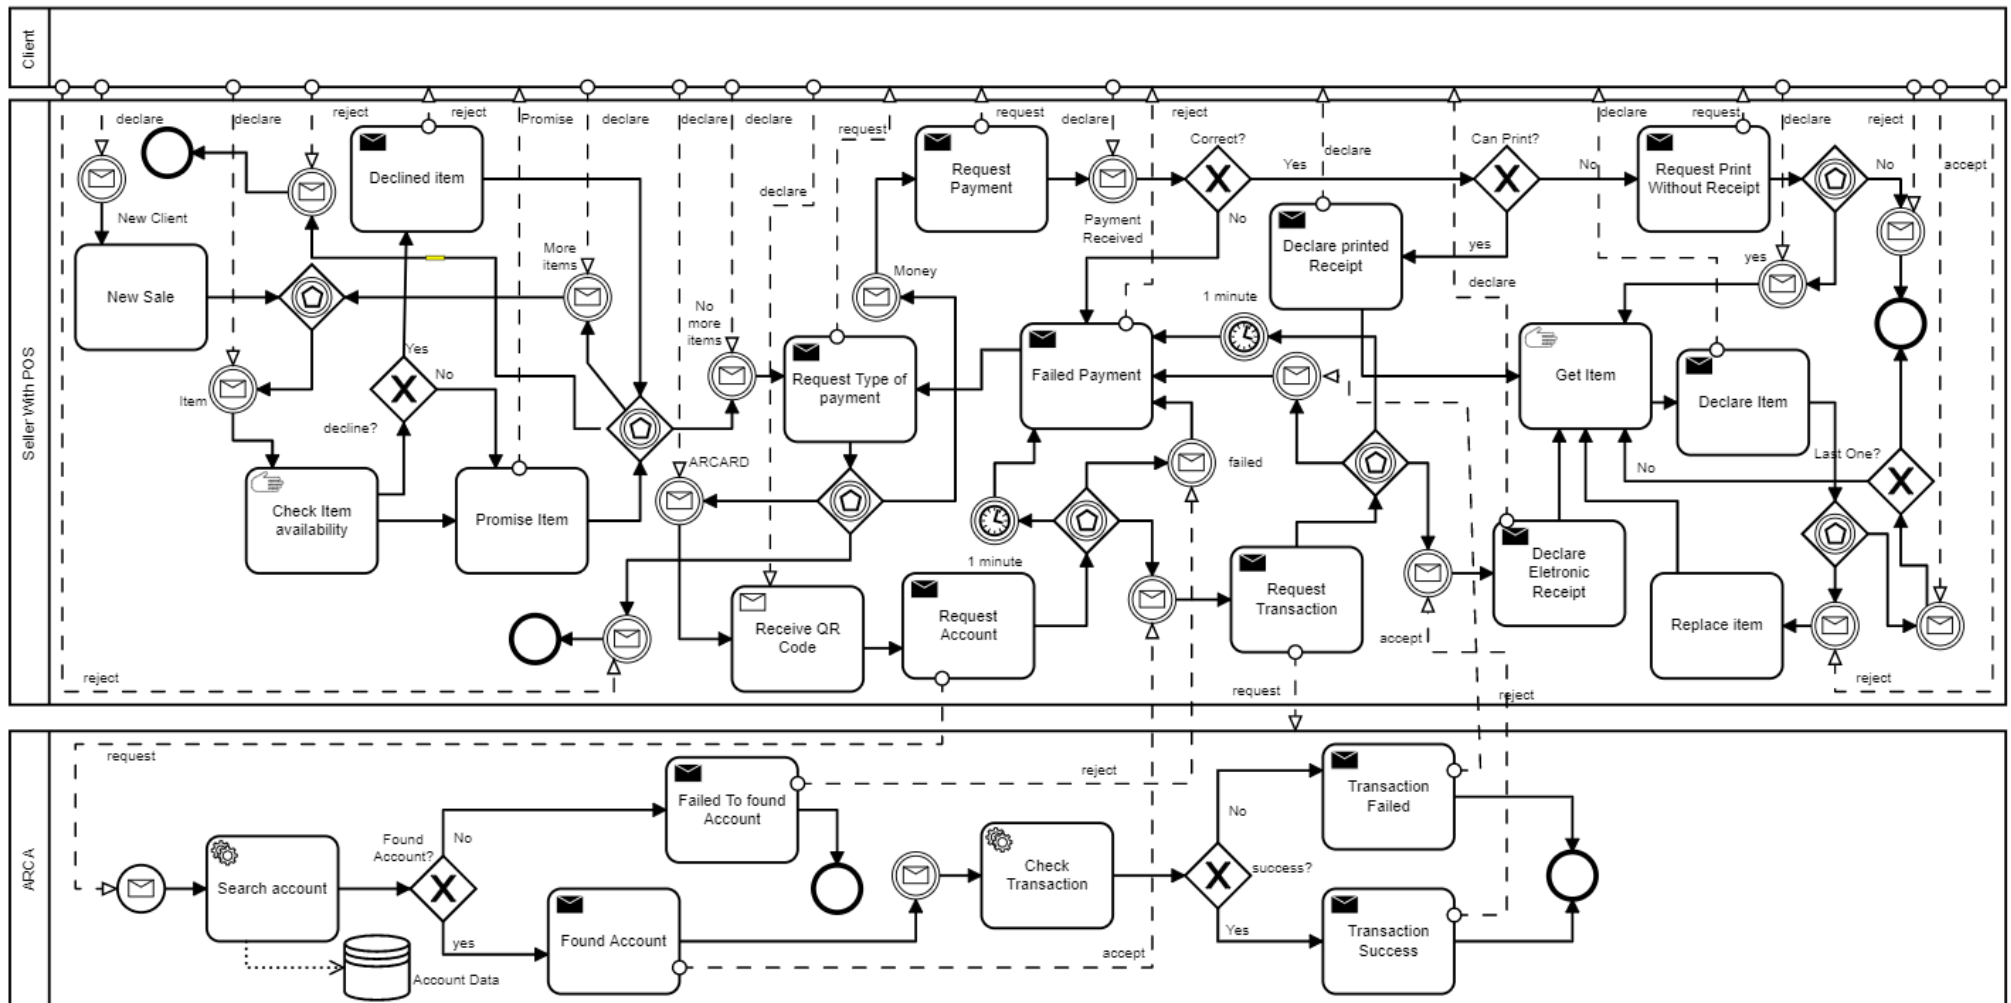 Client
Seller With POS
declare
declare
reject
reject
Promise
declare
declare
declare
request
request
declare
reject
declare
declare
request
declare
reject
accept
New Client
New Sale
Declined item
More
items
No
more
items
declare
Money
Request
Payment
Payment
Received
Correct?
Yes
No
Can Print?
No
yes
Declare printed
Receipt
declare
Request Print
Without Receipt
No
yes
1 minute
Item
Yes
No
decline?
Check Item
availability
Promise Item
ARCARD
Request Type of
payment
Failed Payment
failed
1 minute
Get Item
Declare Item
Last One?
No
Receive QR
Code
Request
Account
Request
Transaction
Declare
Eletronic
Receipt
Replace item
reject
accept
request
reject
reject
ARCA
request
Search account
Account Data
Found
Account?
No
yes
Failed To found
Account
Found Account
reject
accept
Check
Transaction
success?
No
Yes
Transaction
Failed
Transaction
Success